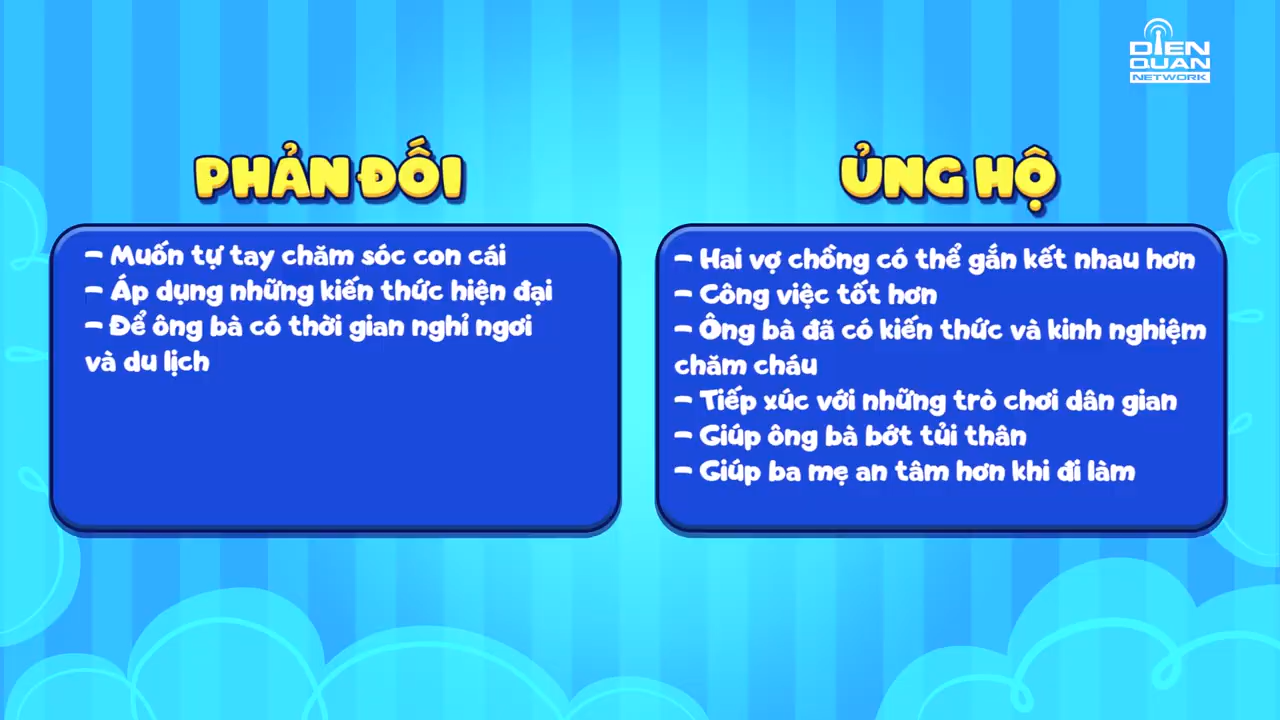 DIEN
QUAN
NETWORK
PHẢN ĐỐI
– Muốn tự tay chăm sóc con cái
– Áp dụng những kiến thức hiện đại
– Để ông bà có thời gian nghỉ ngơi
và du lịch
ỦNG HỘ
– Hai vợ chồng có thể gắn kết nhau hơn
– Công việc tốt hơn
– Ông bà đã có kiến thức và kinh nghiệm
chăm cháu
– Tiếp xúc với những trò chơi dân gian
– Giúp ông bà bớt tủi thân
– Giúp ba mẹ an tâm hơn khi đi làm